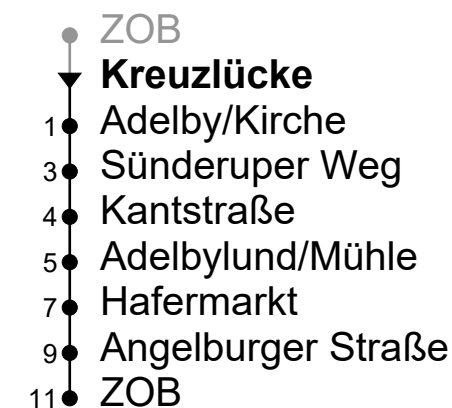 ZOB
Kreuzlücke
1 Adelby/Kirche
3 Sünderuper Weg
4 Kantstraße
5 Adelbylund/Mühle
7 Hafermarkt
9 Angelburger Straße
11 ZOB